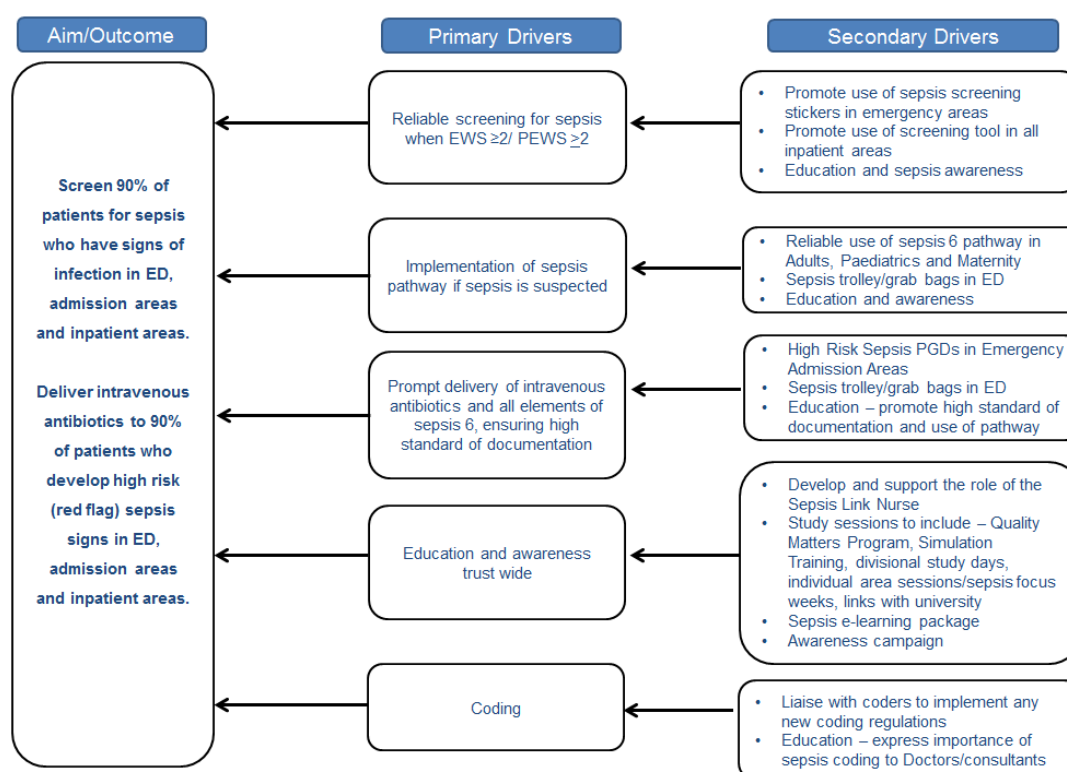 Aim/Outcome
Primary Drivers
Secondary Drivers
Screen 90% of
patients for sepsis
who have signs of
infection in ED,
admission areas
and inpatient areas.
Deliver intravenous
antibiotics to 90%
of patients who
develop high risk
(red flag) sepsis
signs in ED,
admission areas
and inpatient areas.
Reliable screening for sepsis
when EWS ≥2/ PEWS >2
• Promote use of sepsis screening
stickers in emergency areas
• Promote use of screening tool in all
inpatient areas
• Education and sepsis awareness
Implementation of sepsis
pathway if sepsis is suspected
• Reliable use of sepsis 6 pathway in
Adults, Paediatrics and Maternity
• Sepsis trolley/grab bags in ED
• Education and awareness
Prompt delivery of intravenous
antibiotics and all elements of
sepsis 6, ensuring high
standard of documentation
• High Risk Sepsis PGDs in Emergency
Admission Areas
• Sepsis trolley/grab bags in ED
• Education – promote high standard of
documentation and use of pathway
Education and awareness
trust wide
• Develop and support the role of the
Sepsis Link Nurse
• Study sessions to include – Quality
Matters Program, Simulation
Training, divisional study days,
individual area sessions/sepsis focus
weeks, links with university
• Sepsis e-learning package
• Awareness campaign
Coding
• Liaise with coders to implement any
new coding regulations
• Education – express importance of
sepsis coding to Doctors/consultants